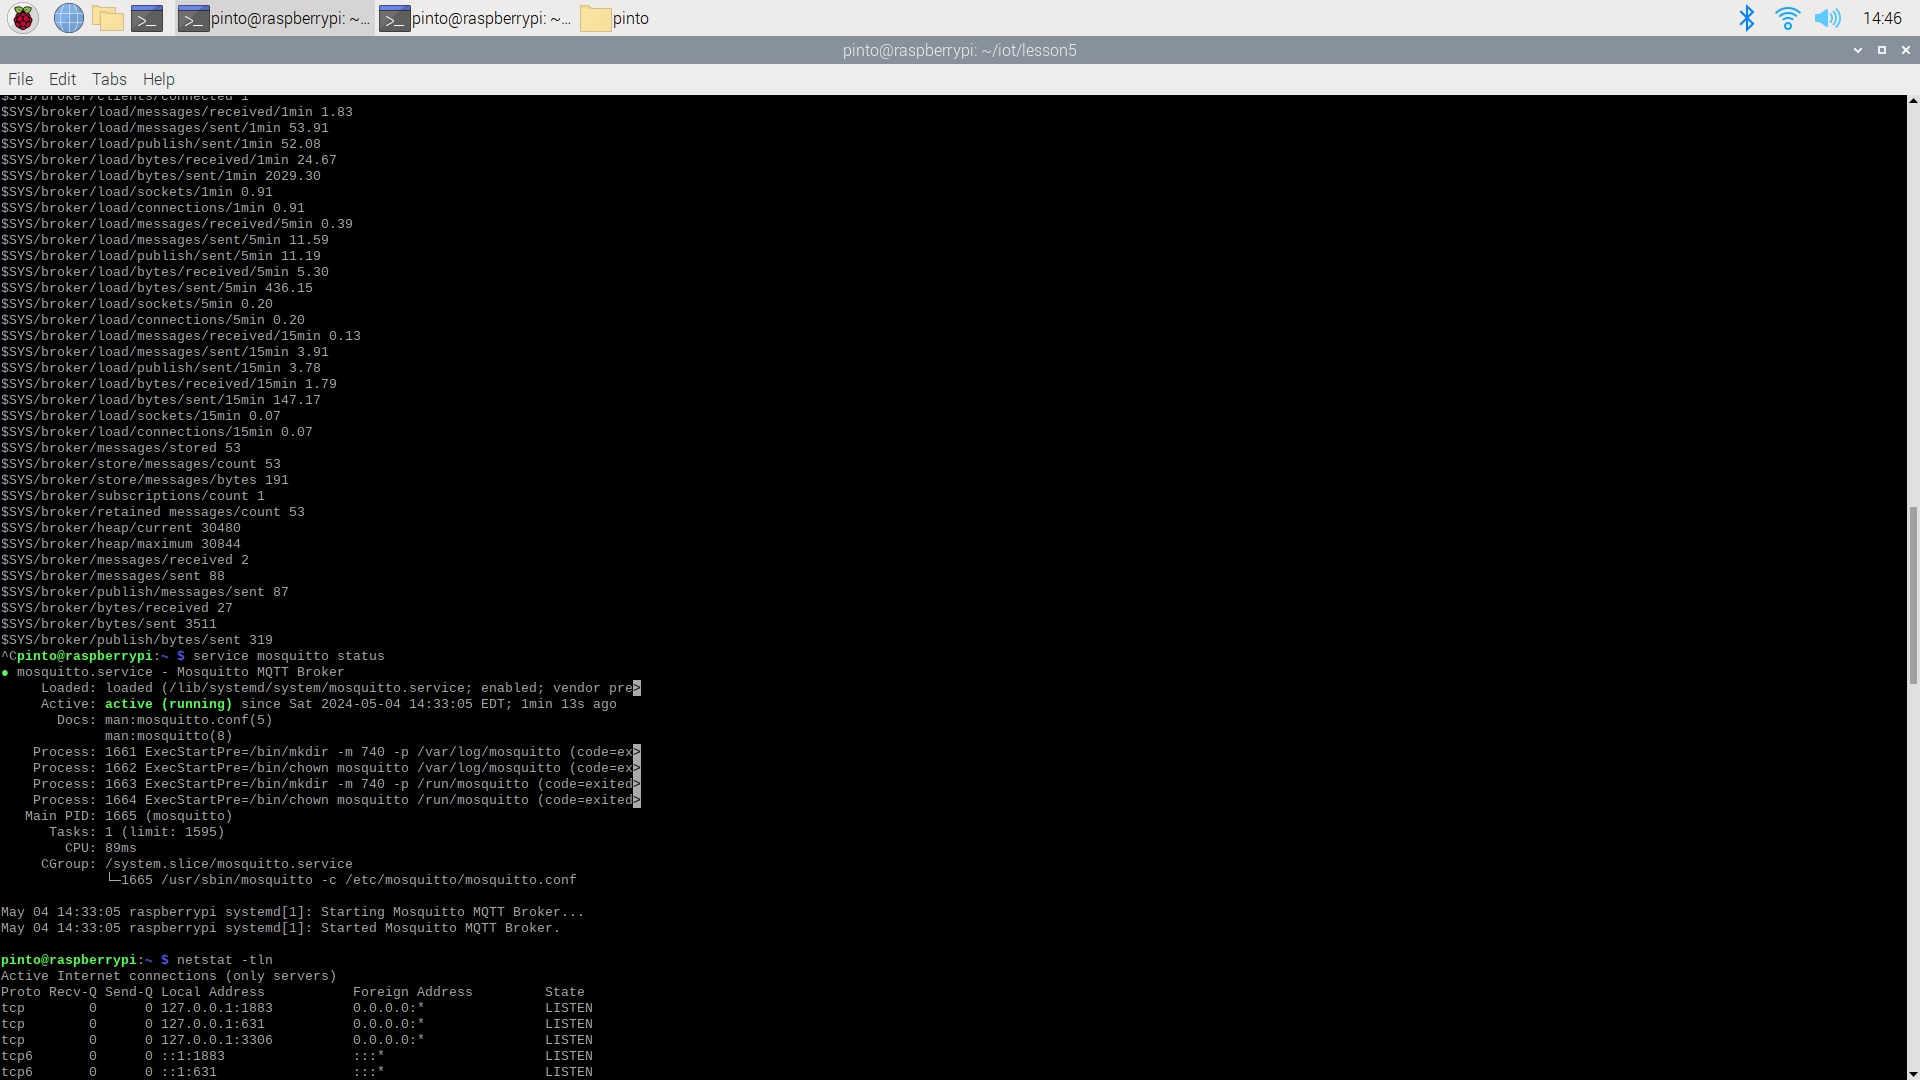 pinto@raspberrypi: ~... pinto@raspberrypi: ~... pinto 14:46
pinto@raspberrypi: ~/iot/lesson5
File Edit Tabs Help
$SYS/broker/clients/connected 1
$SYS/broker/load/messages/received/1min 1.83
$SYS/broker/load/messages/sent/1min 53.91
$SYS/broker/load/publish/sent/1min 52.08
$SYS/broker/load/bytes/received/1min 24.67
$SYS/broker/load/bytes/sent/1min 2029.30
$SYS/broker/load/sockets/1min 0.91
$SYS/broker/load/connections/1min 0.91
$SYS/broker/load/messages/received/5min 0.39
$SYS/broker/load/messages/sent/5min 11.59
$SYS/broker/load/publish/sent/5min 11.19
$SYS/broker/load/bytes/received/5min 5.30
$SYS/broker/load/bytes/sent/5min 436.15
$SYS/broker/load/sockets/5min 0.20
$SYS/broker/load/connections/5min 0.20
$SYS/broker/load/messages/received/15min 0.13
$SYS/broker/load/messages/sent/15min 3.91
$SYS/broker/load/publish/sent/15min 3.78
$SYS/broker/load/bytes/received/15min 1.79
$SYS/broker/load/bytes/sent/15min 147.17
$SYS/broker/load/sockets/15min 0.07
$SYS/broker/load/connections/15min 0.07
$SYS/broker/messages/stored 53
$SYS/broker/store/messages/count 53
$SYS/broker/store/messages/bytes 191
$SYS/broker/subscriptions/count 1
$SYS/broker/retained messages/count 53
$SYS/broker/heap/current 30480
$SYS/broker/heap/maximum 30844
$SYS/broker/messages/received 2
$SYS/broker/messages/sent 88
$SYS/broker/publish/messages/sent 87
$SYS/broker/bytes/received 27
$SYS/broker/bytes/sent 3511
$SYS/broker/publish/bytes/sent 319
^Cpinto@raspberrypi:~ $ service mosquitto status
● mosquitto.service - Mosquitto MQTT Broker
     Loaded: loaded (/lib/systemd/system/mosquitto.service; enabled; vendor pre>
     Active: active (running) since Sat 2024-05-04 14:33:05 EDT; 1min 13s ago
       Docs: man:mosquitto.conf(5)
             man:mosquitto(8)
    Process: 1661 ExecStartPre=/bin/mkdir -m 740 -p /var/log/mosquitto (code=ex>
    Process: 1662 ExecStartPre=/bin/chown mosquitto /var/log/mosquitto (code=ex>
    Process: 1663 ExecStartPre=/bin/mkdir -m 740 -p /run/mosquitto (code=exited>
    Process: 1664 ExecStartPre=/bin/chown mosquitto /run/mosquitto (code=exited>
   Main PID: 1665 (mosquitto)
      Tasks: 1 (limit: 1595)
        CPU: 89ms
     CGroup: /system.slice/mosquitto.service
             └─1665 /usr/sbin/mosquitto -c /etc/mosquitto/mosquitto.conf
May 04 14:33:05 raspberrypi systemd[1]: Starting Mosquitto MQTT Broker...
May 04 14:33:05 raspberrypi systemd[1]: Started Mosquitto MQTT Broker.
pinto@raspberrypi:~ $ netstat -tln
Active Internet connections (only servers)
Proto Recv-Q Send-Q Local Address           Foreign Address         State
tcp        0      0 127.0.0.1:1883          0.0.0.0:*               LISTEN
tcp        0      0 127.0.0.1:631           0.0.0.0:*               LISTEN
tcp        0      0 127.0.0.1:3306          0.0.0.0:*               LISTEN
tcp6       0      0 ::1:1883                :::*                    LISTEN
tcp6       0      0 ::1:631                 :::*                    LISTEN